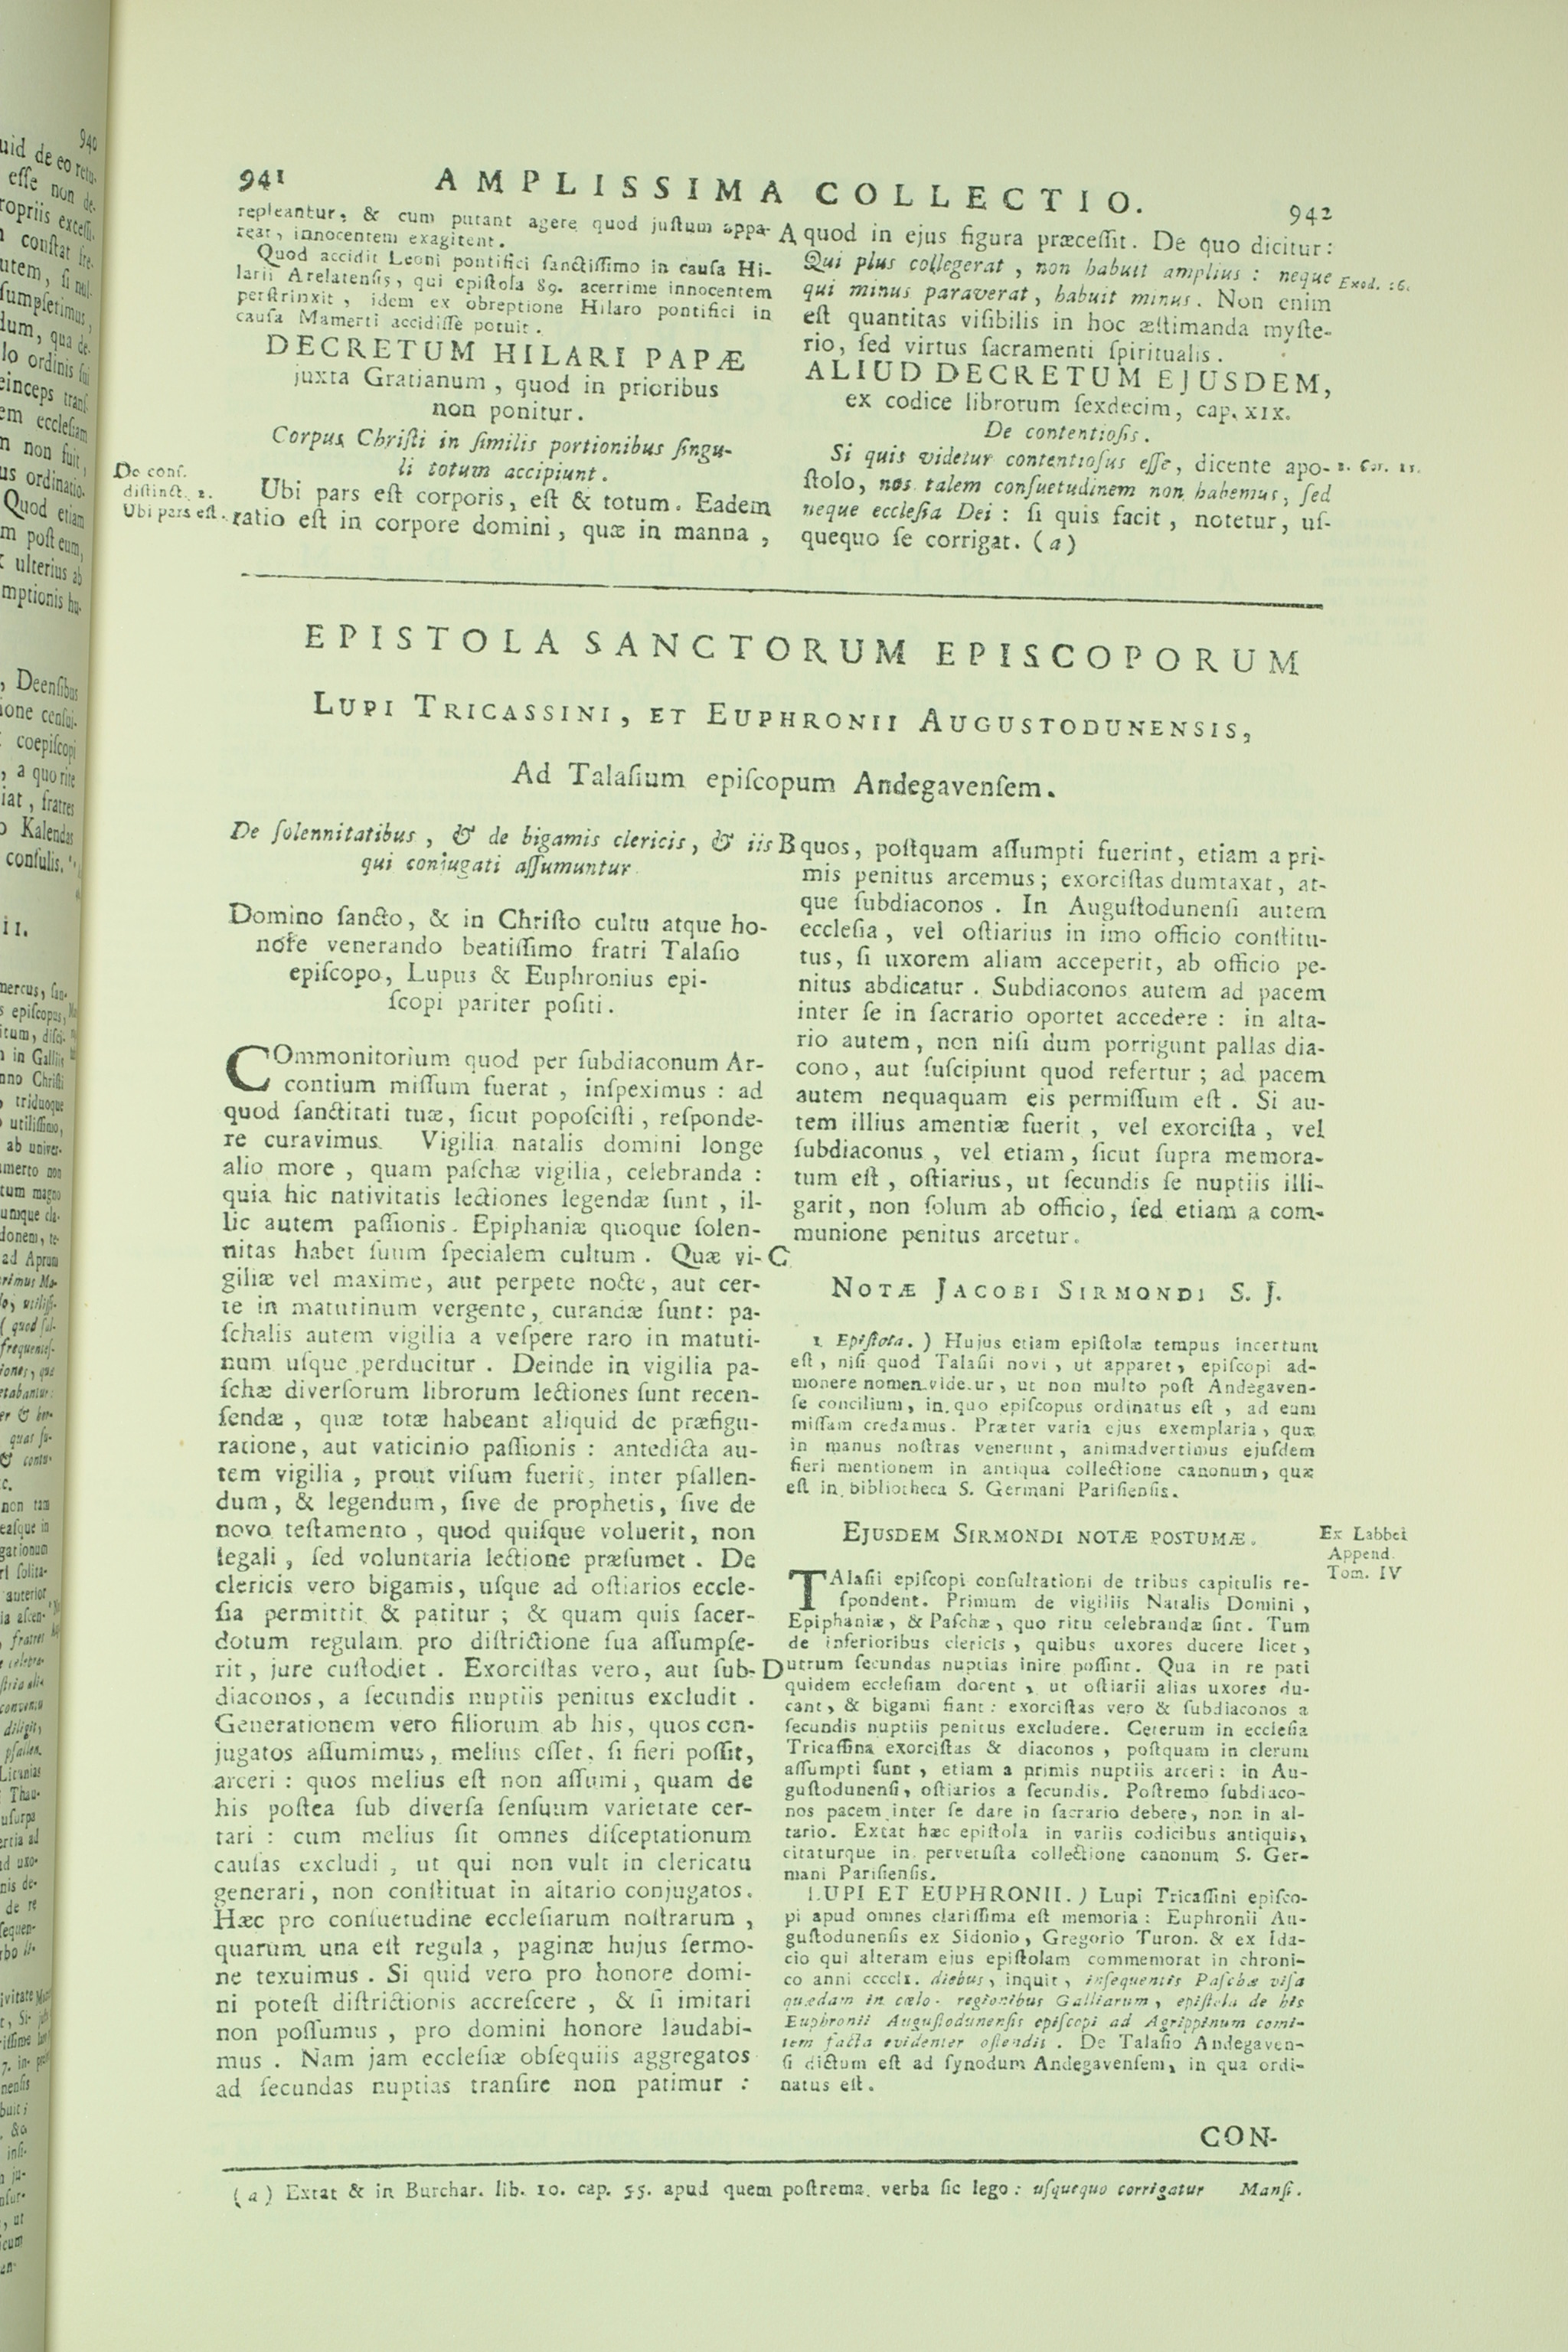 941
AMPLISSIMA COLLECTIO.
942
repleantur, & cum putant agere quod juſtum appa-
reat, innocentem exagitent.
Quod accidit Leoni pontifici ſanctiſſimo in cauſa Hi-
larii Arelatenſis, qui epiſtola 89. acerrime innocentem
perſtrinxit, idem ex obreptione Hilaro pontifici in
cauſa Mamerti accidiſſe potuit.
DECRETUM HILARI PAPÆ
juxta Gratianum, quod in prioribus
non ponitur.
Corpus Chriſti in ſimilis portionibus ſingu-
li totum accipiunt.
De conſ.
diſtinct. 2.
Ubi pars eſt.
Ubi pars eſt corporis, eſt & totum. Eadem
ratio eſt in corpore domini, quæ in manna,
A quod in ejus figura præceſſit. De quo dicitur:
Qui plus collegerat, non habuit amplius: neque
qui minus paraverat, habuit minus. Non enim
eſt quantitas viſibilis in hoc æſtimanda myſte-
rio, ſed virtus ſacramenti ſpiritualis.
Exod. 16.
ALIUD DECRETUM EJUSDEM,
ex codice librorum ſexdecim, cap. XIX.
De contentioſis.
Si quis videtur contentioſus eſſe, dicente apo-
ſtolo, nos talem conſuetudinem non habemus, ſed
neque eccleſia Dei: ſi quis facit, notetur, uſ-
quequo ſe corrigat. (a)
1. Cor. 11.
EPISTOLA SANCTORUM EPISCOPORUM
LUPI TRICASSINI, ET EUPHRONII AUGUSTODUNENSIS,
Ad Talaſium epiſcopum Andegavenſem.
De ſolennitatibus, & de bigamis clericis, & iis
qui conjugati aſſumuntur
Domino ſancto, & in Chriſto cultu atque ho-
nore venerando beatiſſimo fratri Talaſio
epiſcopo, Lupus & Euphronius epi-
ſcopi pariter poſiti.
COmmonitorium quod per ſubdiaconum Ar-
contium miſſum fuerat, inſpeximus: ad
quod ſanctitati tuæ, ſicut popoſciſti, reſponde-
re curavimus. Vigilia natalis domini longe
alio more, quam paſchæ vigilia, celebranda:
quia hic nativitatis lectiones legendæ ſunt, il-
lic autem paſſionis. Epiphaniæ quoque ſolen-
nitas habet ſuum ſpecialem cultum. Quæ vi-
giliæ vel maxime, aut perpete nocte, aut cer-
te in matutinum vergente, curandæ ſunt: pa-
ſchalis autem vigilia a veſpere raro in matuti-
num uſque perducitur. Deinde in vigilia pa-
ſchæ diverſorum librorum lectiones ſunt recen-
ſendæ, quæ totæ habeant aliquid de præfigu-
ratione, aut vaticinio paſſionis: antedicta au-
tem vigilia, prout viſum fuerit, inter pſallen-
dum, & legendum, ſive de prophetis, ſive de
novo teſtamento, quod quiſque voluerit, non
legali, ſed voluntaria lectione præſumet. De
clericis vero bigamis, uſque ad oſtiarios eccle-
ſia permittit & patitur; & quam quis ſacer-
dotum regulam pro diſtrictione ſua aſſumpſe-
rit, jure cuſtodiet. Exorciſtas vero, aut ſub-
diaconos, a ſecundis nuptiis penitus excludit.
Generationem vero filiorum ab his, quos con-
jugatos aſſumimus, melius eſſet, ſi fieri poſſit,
arceri: quos melius eſt non aſſumi, quam de
his poſtea ſub diverſa ſenſuum varietate cer-
tari: cum melius ſit omnes diſceptationum
cauſas excludi, ut qui non vult in clericatu
generari, non conſtituat in altario conjugatos.
Hæc pro conſuetudine eccleſiarum noſtrarum,
quarum una eſt regula, paginæ hujus ſermo-
ne texuimus. Si quid vero pro honore domi-
ni poteſt diſtrictionis accreſcere, & ſi imitari
non poſſumus, pro domini honore laudabi-
mus. Nam jam eccleſiæ obſequiis aggregatos
ad ſecundas nuptias tranſire non patimur:
B quos, poſtquam aſſumpti fuerint, etiam a pri-
mis penitus arcemus; exorciſtas dumtaxat, at-
que ſubdiaconos. In Auguſtodunenſi autem
eccleſia, vel oſtiarius in imo officio conſtitu-
tus, ſi uxorem aliam acceperit, ab officio pe-
nitus abdicatur. Subdiaconos autem ad pacem
inter ſe in ſacrario oportet accedere: in alta-
rio autem, non niſi dum porrigunt pallas dia-
cono, aut ſuſcipiunt quod refertur; ad pacem
autem nequaquam eis permiſſum eſt. Si au-
tem illius amentiæ fuerit, vel exorciſta, vel
ſubdiaconus, vel etiam, ſicut ſupra memora-
tum eſt, oſtiarius, ut ſecundis ſe nuptiis illi-
garit, non ſolum ab officio, ſed etiam a com-
munione penitus arcetur.
C
NOTÆ JACOBI SIRMONDI S. J.
1 Epiſtola.) Hujus etiam epiſtolæ tempus incertum
eſt, niſi quod Talaſii novi, ut apparet, epiſcopi ad-
monere nomen videtur, ut non multo poſt Andegaven-
ſe concilium, in quo epiſcopus ordinatus eſt, ad eum
miſſam credamus. Præter varia ejus exemplaria, quæ
in manus noſtras venerunt, animadvertimus ejuſdem
fieri mentionem in antiqua collectione canonum, quæ
eſt in bibliotheca S. Germani Pariſienſis.
EJUSDEM SIRMONDI NOTÆ POSTUMÆ.
Ex Labbei
Append.
Tom. IV
TAlaſii epiſcopi conſultationi de tribus capitulis re-
ſpondent. Primum de vigiliis Natalis Domini,
Epiphaniæ, & Paſchæ, quo ritu celebrandæ ſint. Tum
de inferioribus clericis, quibus uxores ducere licet,
D utrum ſecundas nuptias inire poſſint. Qua in re pati
quidem eccleſiam docent, ut oſtiarii alias uxores du-
cant, & bigami fiant: exorciſtas vero & ſubdiaconos a
ſecundis nuptiis penitus excludere. Ceterum in eccleſia
Tricaſſina exorciſtas & diaconos, poſtquam in clerum
aſſumpti ſunt, etiam a primis nuptiis arceri: in Au-
guſtodunenſi, oſtiarios a ſecundis. Poſtremo ſubdiaco-
nos pacem inter ſe dare in ſacrario debere, non in al-
tario. Extat hæc epiſtola in variis codicibus antiquis,
citaturque in pervetuſta collectione canonum S. Ger-
mani Pariſienſis.
LUPI ET EUPHRONII.) Lupi Tricaſſini epiſco-
pi apud omnes clariſſima eſt memoria: Euphronii Au-
guſtodunenſis ex Sidonio, Gregorio Turon. & ex Ida-
cio qui alteram ejus epiſtolam commemorat in chroni-
co anni ccccLI. diebus, inquit, inſequentis Paſchæ viſa
quædam in cælo regionibus Galliarum, epiſtola de his
Euphronii Auguſtodunenſis epiſcopi ad Agrippinum comi-
tem facta evidenter oſtendit. De Talaſio Andegaven-
ſi dictum eſt ad ſynodum Andegavenſem, in qua ordi-
natus eſt.
CON-
(a) Extat & in Burchar. lib. 10. cap. 55. apud quem poſtrema verba ſic lego: uſquequo corrigatur Manſi.